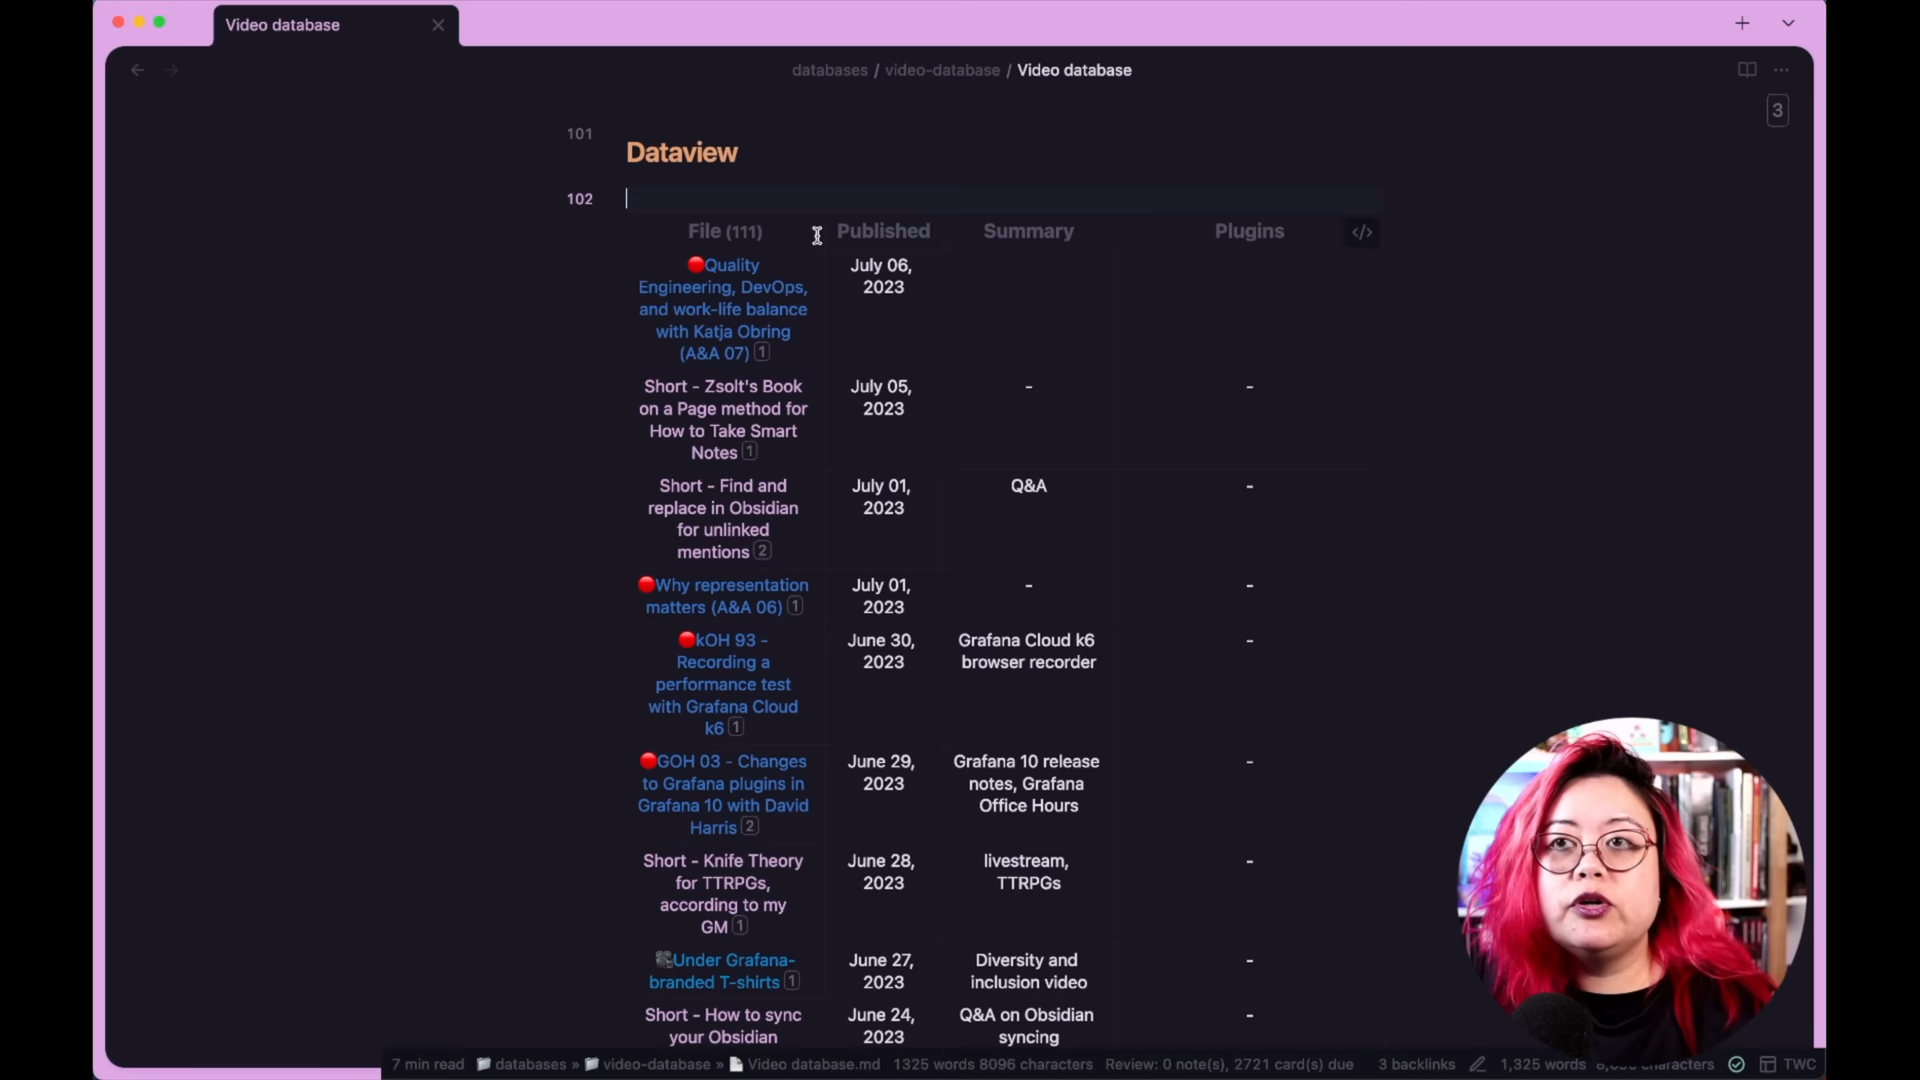 Video database
databases / video-database / Video database
3
101
Dataview
102
File (111) Published Summary Plugins </>
Quality July 06,
Engineering, DevOps, 2023
and work-life balance
with Katja Obring
(A&A 07) 1
Short - Zsolt's Book July 05, - -
on a Page method for 2023
How to Take Smart
Notes 1
Short - Find and July 01, Q&A -
replace in Obsidian 2023
for unlinked
mentions 2
Why representation July 01, - -
matters (A&A 06) 1 2023
kOH 93 - June 30, Grafana Cloud k6 -
Recording a 2023 browser recorder
performance test
with Grafana Cloud
k6 1
GOH 03 - Changes June 29, Grafana 10 release -
to Grafana plugins in 2023 notes, Grafana
Grafana 10 with David Office Hours
Harris 2
Short - Knife Theory June 28, livestream, -
for TTRPGs, 2023 TTRPGs
according to my
GM 1
Under Grafana- June 27, Diversity and -
branded T-shirts 1 2023 inclusion video
Short - How to sync June 24, Q&A on Obsidian -
your Obsidian 2023 syncing
7 min read databases » video-database » Video database.md 1325 words 8096 characters Review: 0 note(s), 2721 card(s) due 3 backlinks 1,325 words characters TWC